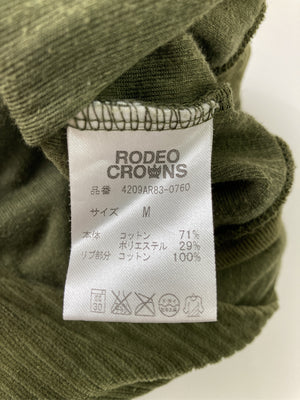 RODEO
CROWNS
品番 4209AR83-0760
サイズ M
本体 コットン 71%
ポリエステル 29%
リブ部分 コットン 100%
30